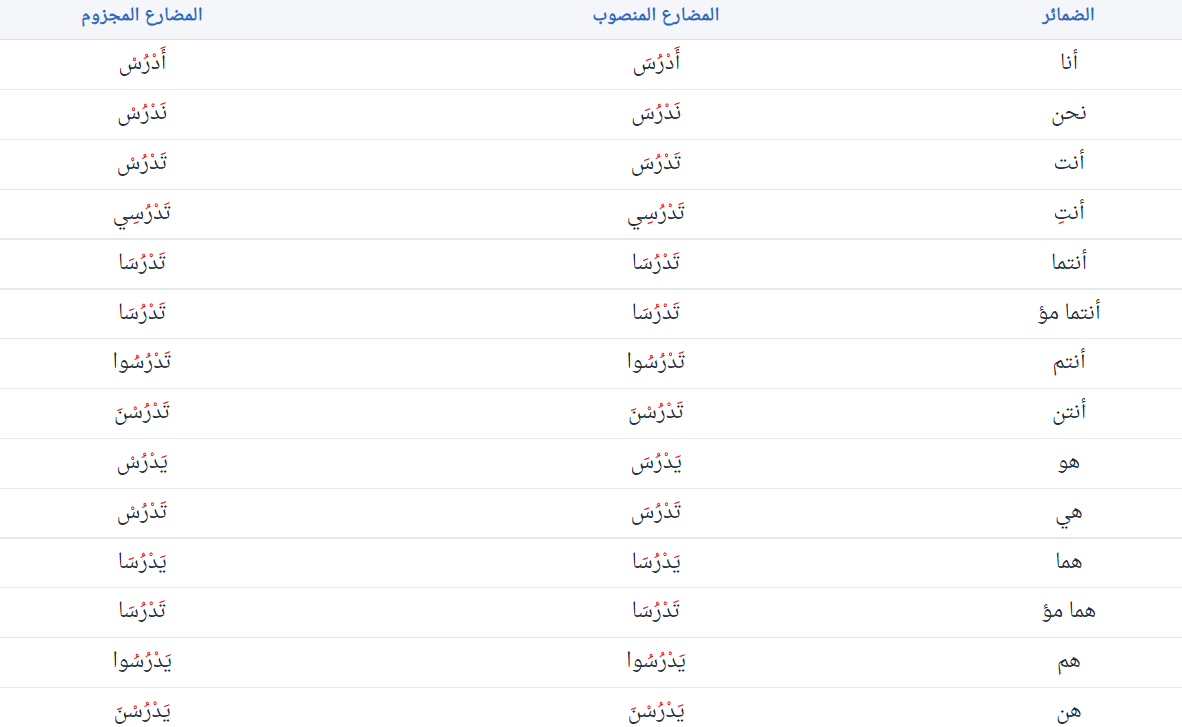 الضمائر المضارع المنصوب المضارع المجزوم
أنا أَدْرُسَ أَدْرُسْ
نحن نَدْرُسَ نَدْرُسْ
أنت تَدْرُسَ تَدْرُسْ
أنتِ تَدْرُسِي تَدْرُسِي
أنتما تَدْرُسَا تَدْرُسَا
أنتما مؤ تَدْرُسَا تَدْرُسَا
أنتم تَدْرُسُوا تَدْرُسُوا
أنتن تَدْرُسْنَ تَدْرُسْنَ
هو يَدْرُسَ يَدْرُسْ
هي تَدْرُسَ تَدْرُسْ
هما يَدْرُسَا يَدْرُسَا
هما مؤ تَدْرُسَا تَدْرُسَا
هم يَدْرُسُوا يَدْرُسُوا
هن يَدْرُسْنَ يَدْرُسْنَ